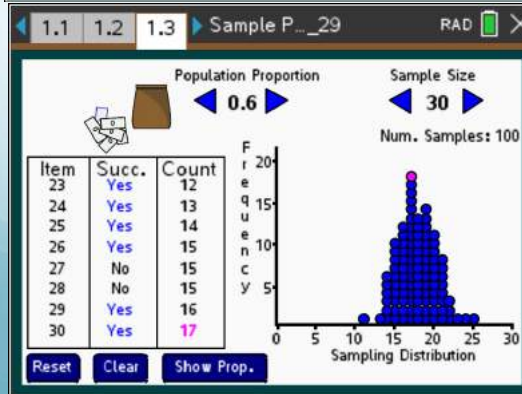 1.1 1.2 1.3 Sample P..._29 RAD
Population Proportion
0.6
Sample Size
30
Num. Samples: 100
Item Succ. Count
23 Yes 12
24 Yes 13
25 Yes 14
26 Yes 15
27 No 15
28 No 15
29 Yes 16
30 Yes 17
Frequency
20
15
10
5
0 5 10 15 20 25 30
Sampling Distribution
Reset Clear Show Prop.